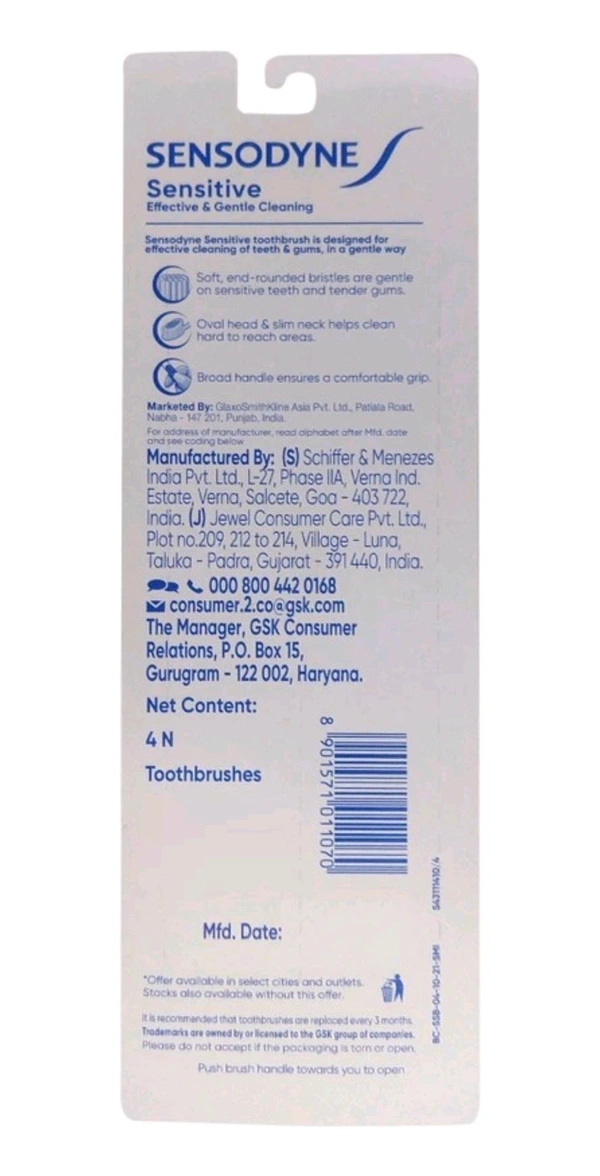 SENSODYNE
Sensitive
Effective & Gentle Cleaning
Sensodyne Sensitive toothbrush is designed for
effective cleaning of teeth & gums, in a gentle way
Soft, end-rounded bristles are gentle
on sensitive teeth and tender gums.
Oval head & slim neck helps clean
hard to reach areas.
Broad handle ensures a comfortable grip.
Marketed By: GlaxoSmithKline Asia Pvt. Ltd., Patiala Road,
Nabha - 147 201, Punjab, India.
For address of manufacturer, read alphabet after Mfd. date
and see coding below
Manufactured By: (S) Schiffer & Menezes
India Pvt. Ltd., L-27, Phase IIA, Verna Ind.
Estate, Verna, Salcete, Goa - 403 722,
India. (J) Jewel Consumer Care Pvt. Ltd.,
Plot no.209, 212 to 214, Village - Luna,
Taluka - Padra, Gujarat - 391 440, India.
000 800 442 0168
consumer.2.co@gsk.com
The Manager, GSK Consumer
Relations, P.O. Box 15,
Gurugram - 122 002, Haryana.
Net Content:
4 N
Toothbrushes
8 901571 011070
Mfd. Date:
*Offer available in select cities and outlets.
Stocks also available without this offer.
It is recommended that toothbrushes are replaced every 3 months.
Trademarks are owned by or licensed to the GSK group of companies.
Please do not accept if the packaging is torn or open.
Push brush handle towards you to open
BC-SSB-04-10-21-SMI
543111410/4